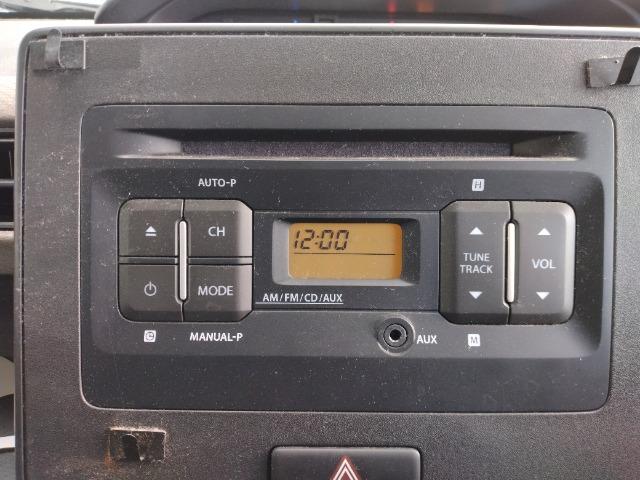 AUTO-P
H
CH
12:00
TUNE
TRACK
VOL
MODE
AM/FM/CD/AUX
C
MANUAL-P
AUX
M